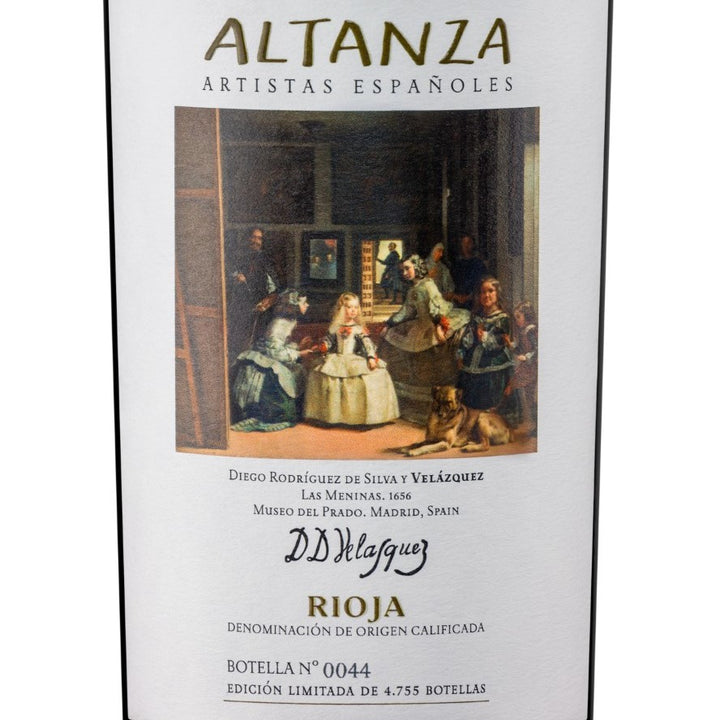 ALTANZA
ARTISTAS ESPAÑOLES
DIEGO RODRÍGUEZ DE SILVA Y VELÁZQUEZ
LAS MENINAS. 1656
MUSEO DEL PRADO. MADRID, SPAIN
D D Velasquez
RIOJA
DENOMINACIÓN DE ORIGEN CALIFICADA
BOTELLA Nº 0044
EDICIÓN LIMITADA DE 4.755 BOTELLAS